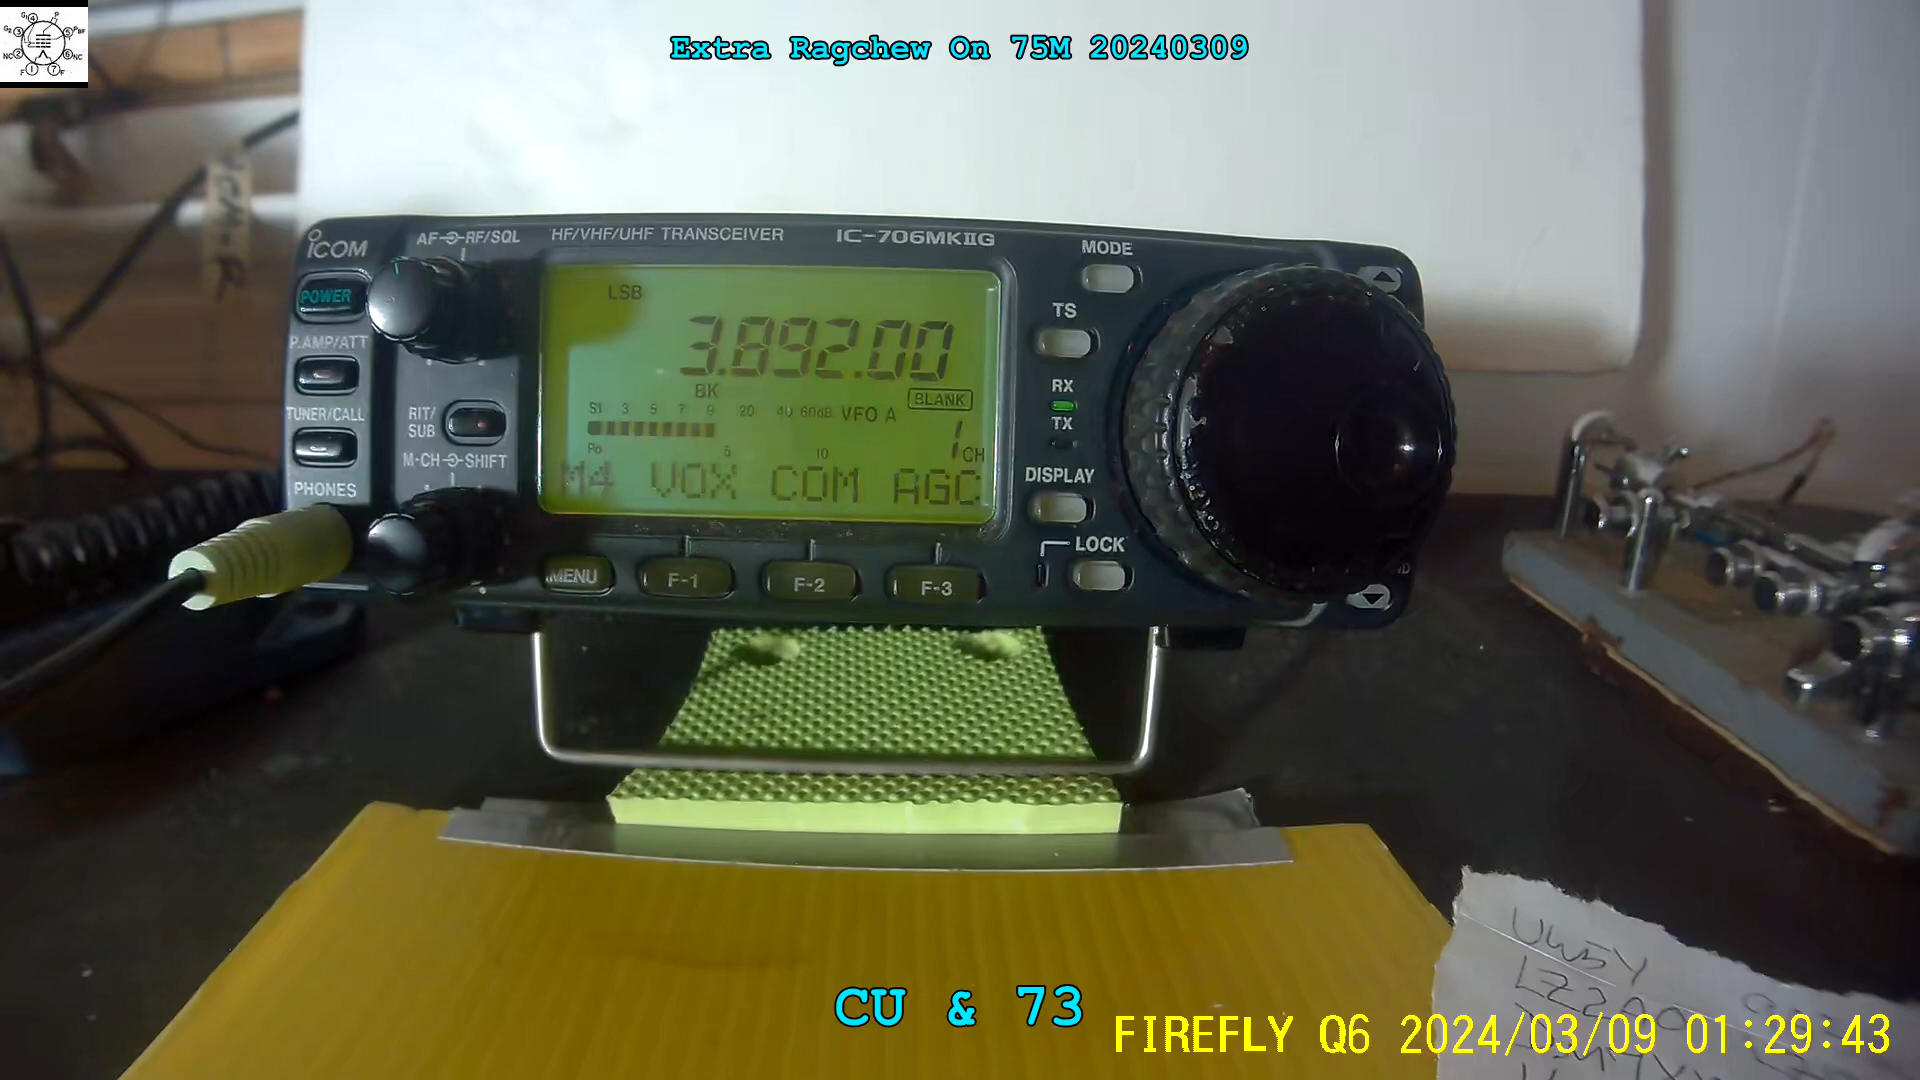 Extra Ragchew On 75M 20240309
ICOM
AF RF/SQL
HF/VHF/UHF TRANSCEIVER
IC-706MKIIG
MODE
POWER
LSB
TS
3.892.00
P.AMP/ATT
BK
RX
BLANK
S1 3 5 7 9 20 40 60dB VFO A
TX
TUNER/CALL
RIT/
SUB
1 CH
Po 5 10
M-CH SHIFT
M4 VOX COM AGC
DISPLAY
PHONES
LOCK
MENU F-1 F-2 F-3
UW5Y
CU & 73
FIREFLY Q6 2024/03/09 01:29:43